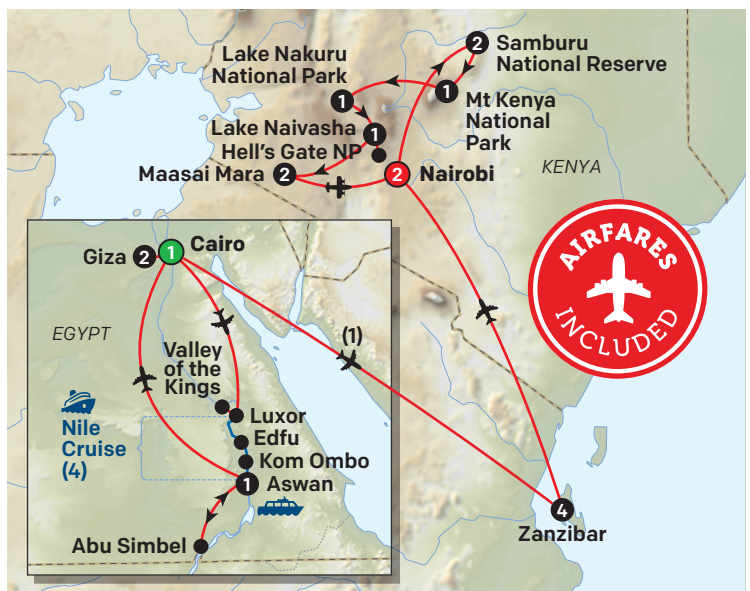 2
Samburu
National Reserve
Lake Nakuru
National Park
1
1
Mt Kenya
National
Park
Lake Naivasha
1
Hell's Gate NP
Maasai Mara
2
2
Nairobi
KENYA
AIRFARES
INCLUDED
Giza
2
1
Cairo
EGYPT
(1)
Valley
of the
Kings
Luxor
Edfu
Kom Ombo
1
Aswan
Nile
Cruise
(4)
Abu Simbel
4
Zanzibar